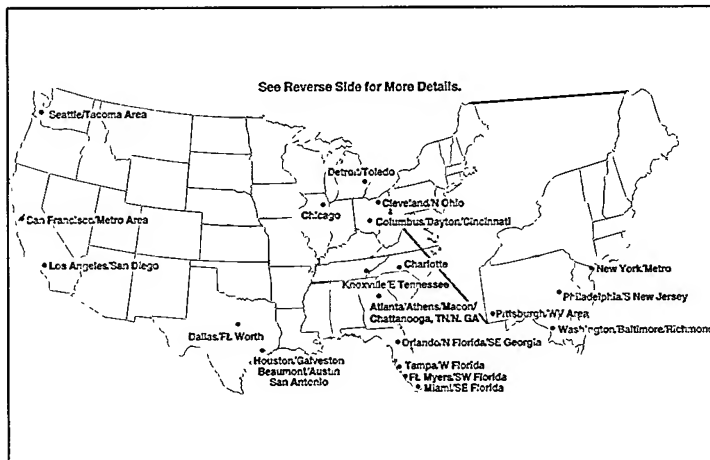 See Reverse Side for More Details.
Seattle/Tacoma Area
Detroit/Toledo
Cleveland/N Ohio
Chicago
Columbus/Dayton/Cincinnati
San Francisco/Metro Area
Los Angeles/San Diego
Charlotte
Knoxville/E Tennessee
New York/Metro
Philadelphia/S New Jersey
Atlanta/Athens/Macon/
Chattanooga, TN/N. GA
Pittsburgh/WV Area
Washington/Baltimore/Richmond
Dallas/Ft. Worth
Orlando/N Florida/SE Georgia
Houston/Galveston
Beaumont/Austin
San Antonio
Tampa/W Florida
Ft. Myers/SW Florida
Miami/SE Florida